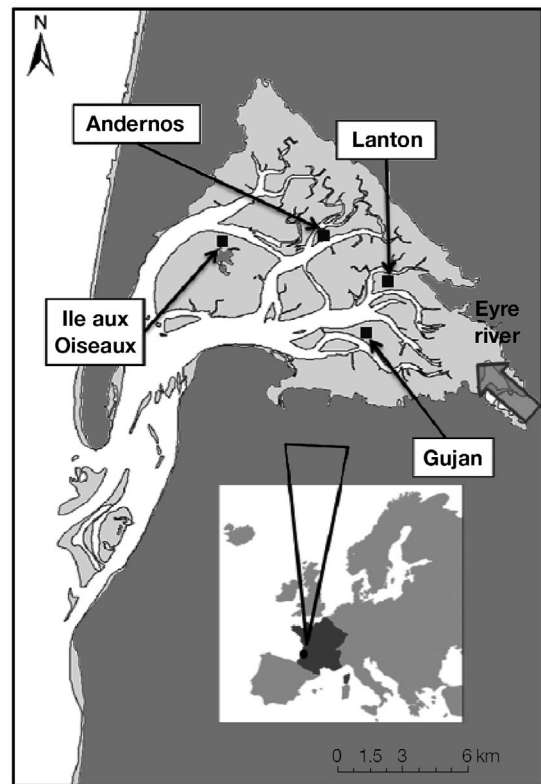 N
Andernos
Lanton
Ile aux
Oiseaux
Eyre
river
Gujan
0 1.5 3 6 km